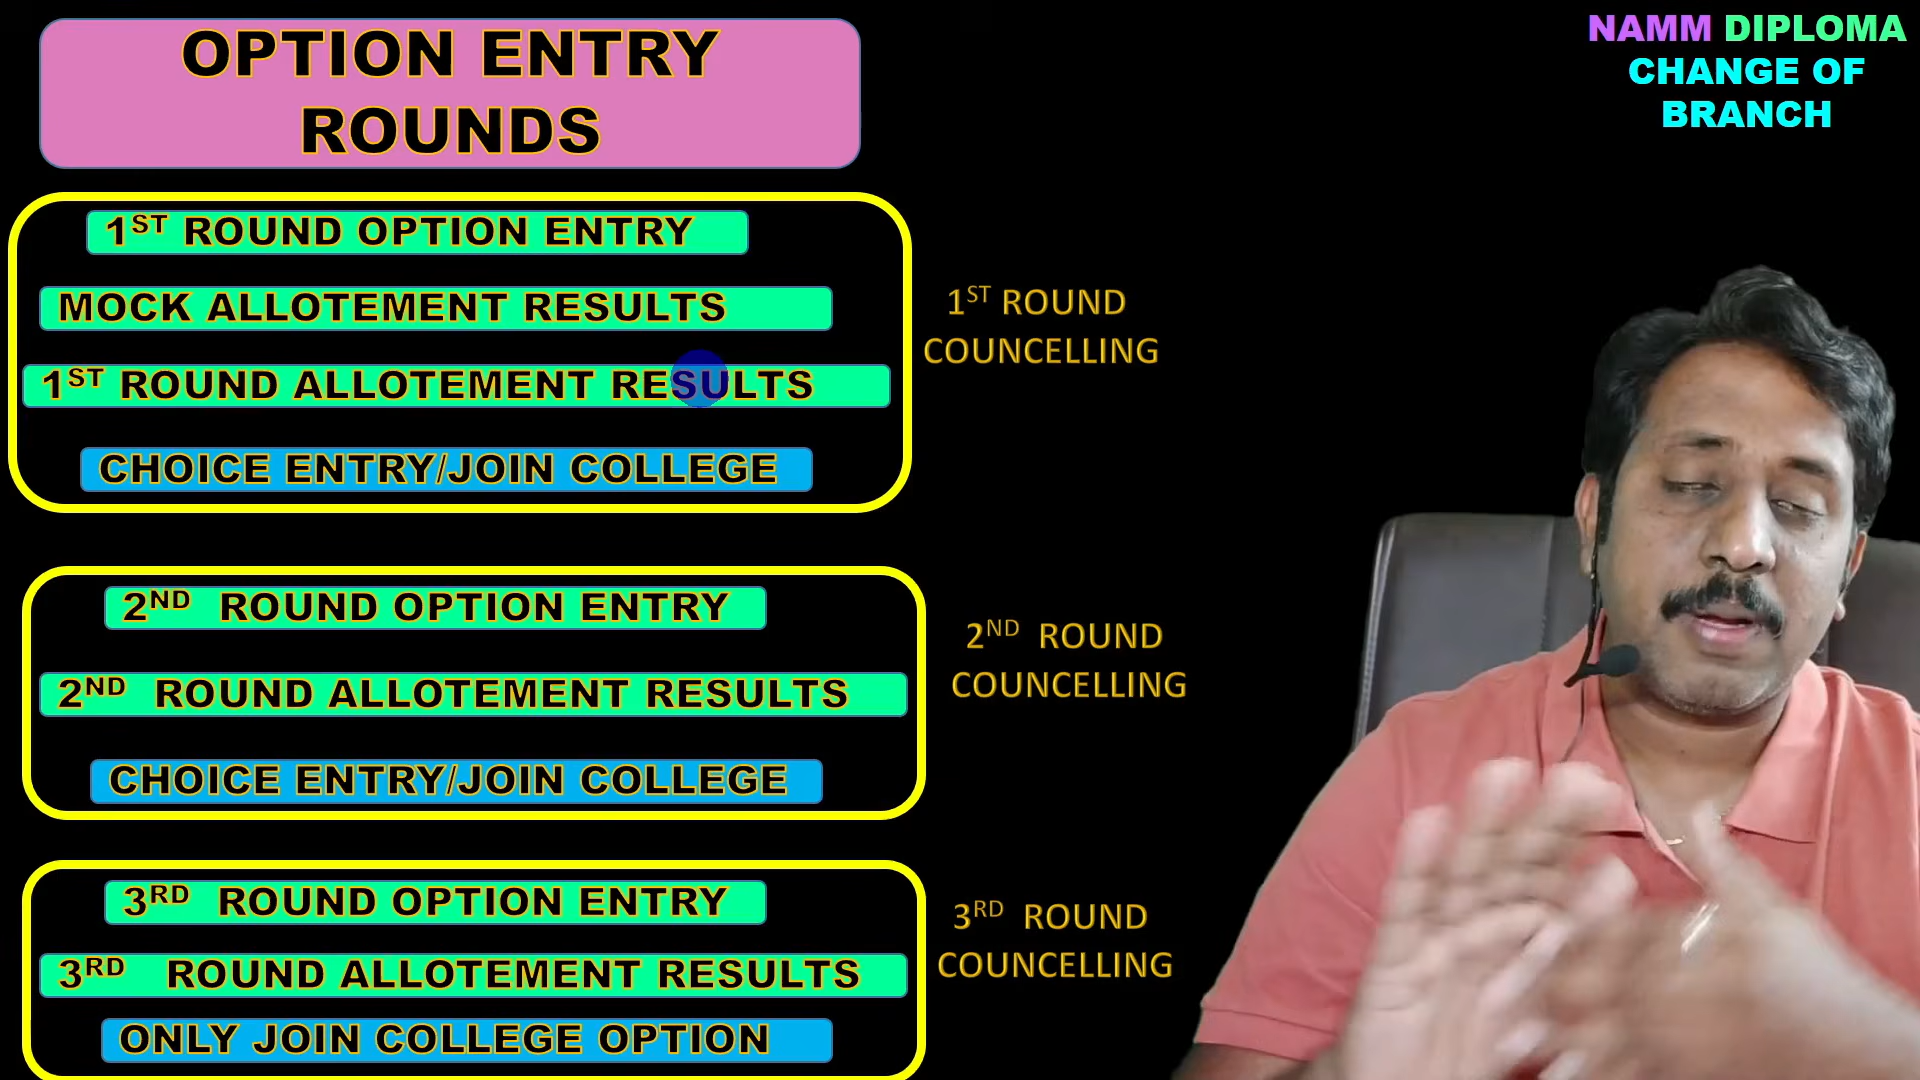 OPTION ENTRY
ROUNDS
NAMM DIPLOMA
CHANGE OF
BRANCH
1ST ROUND OPTION ENTRY
MOCK ALLOTEMENT RESULTS
1ST ROUND ALLOTEMENT RESULTS
CHOICE ENTRY/JOIN COLLEGE
1ST ROUND
COUNCELLING
2ND ROUND OPTION ENTRY
2ND ROUND ALLOTEMENT RESULTS
CHOICE ENTRY/JOIN COLLEGE
2ND ROUND
COUNCELLING
3RD ROUND OPTION ENTRY
3RD ROUND ALLOTEMENT RESULTS
ONLY JOIN COLLEGE OPTION
3RD ROUND
COUNCELLING